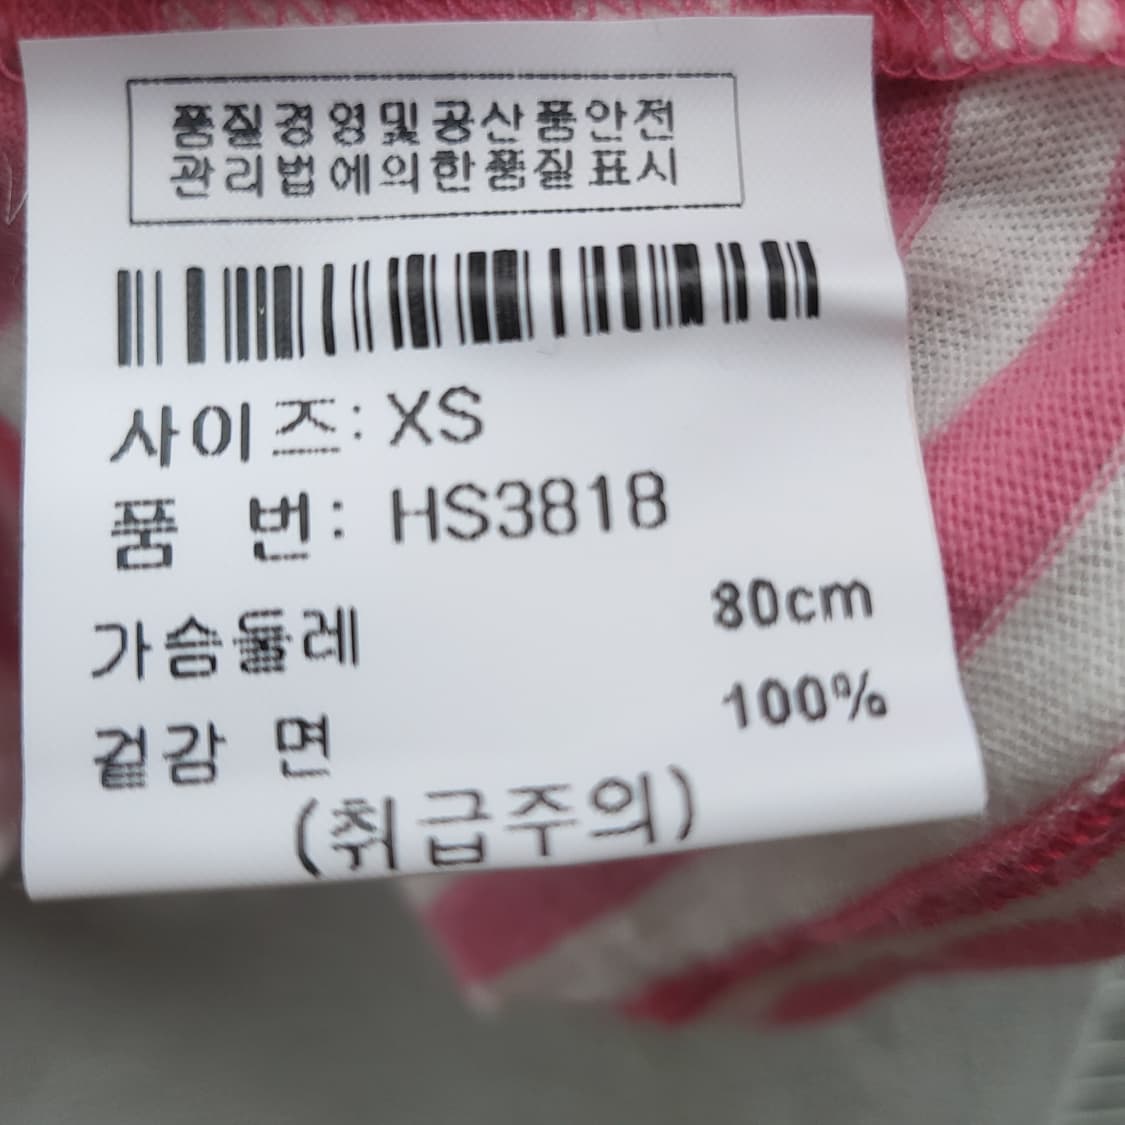 품질경영및공산품안전
관리법에의한품질표시
사이즈: XS
품 번: HS3818
가슴둘레 80cm
겉감 면 100%
(취급주의)